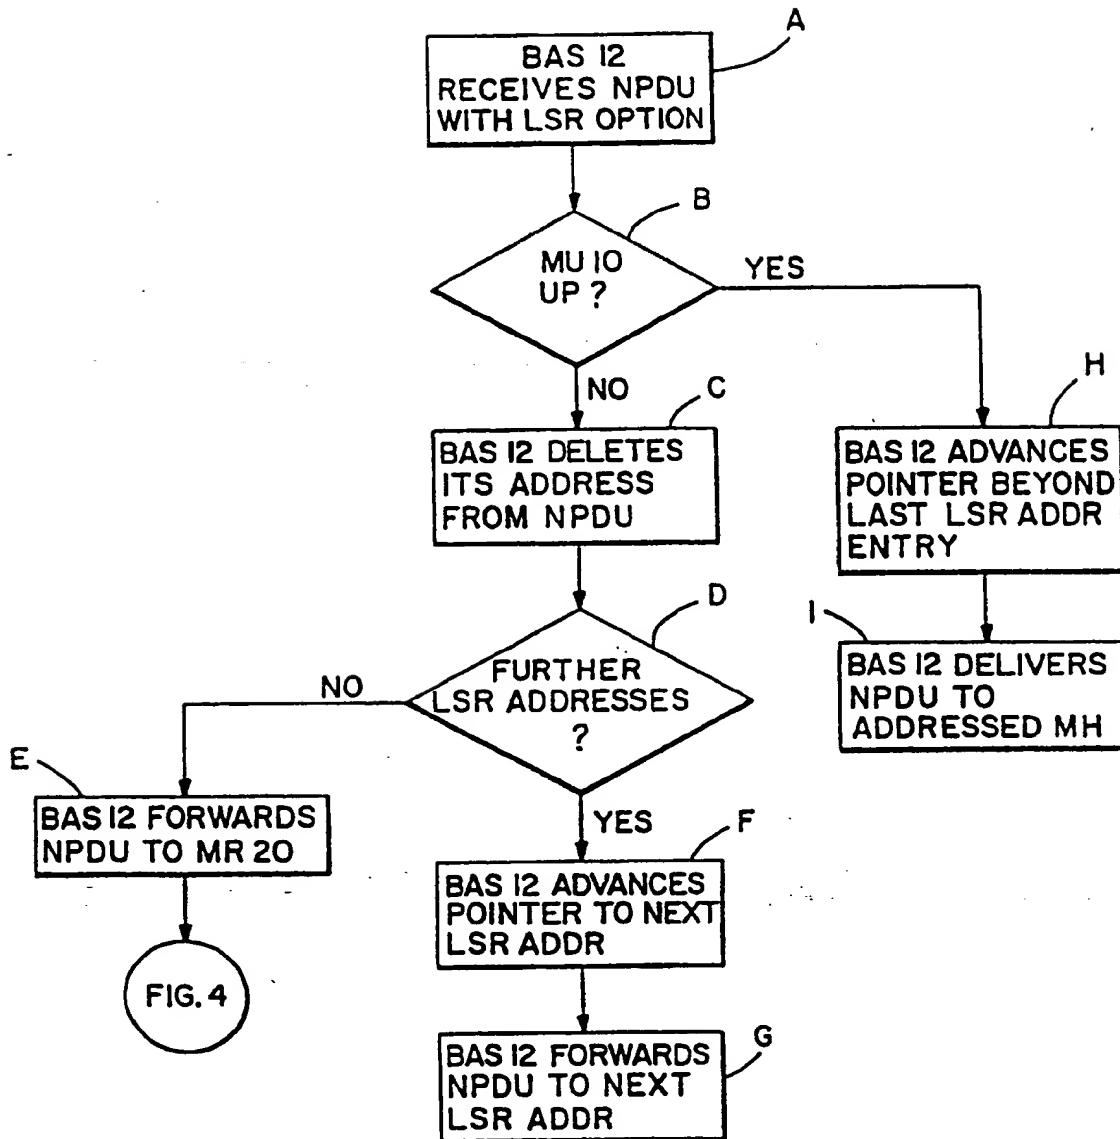 A
BAS 12
RECEIVES NPDU
WITH LSR OPTION
B
MU 10
UP ?
YES
NO
C
BAS 12 DELETES
ITS ADDRESS
FROM NPDU
H
BAS 12 ADVANCES
POINTER BEYOND
LAST LSR ADDR
ENTRY
D
FURTHER
LSR ADDRESSES
?
NO
I
BAS 12 DELIVERS
NPDU TO
ADDRESSED MH
E
BAS 12 FORWARDS
NPDU TO MR 20
YES
F
BAS 12 ADVANCES
POINTER TO NEXT
LSR ADDR
FIG. 4
G
BAS 12 FORWARDS
NPDU TO NEXT
LSR ADDR